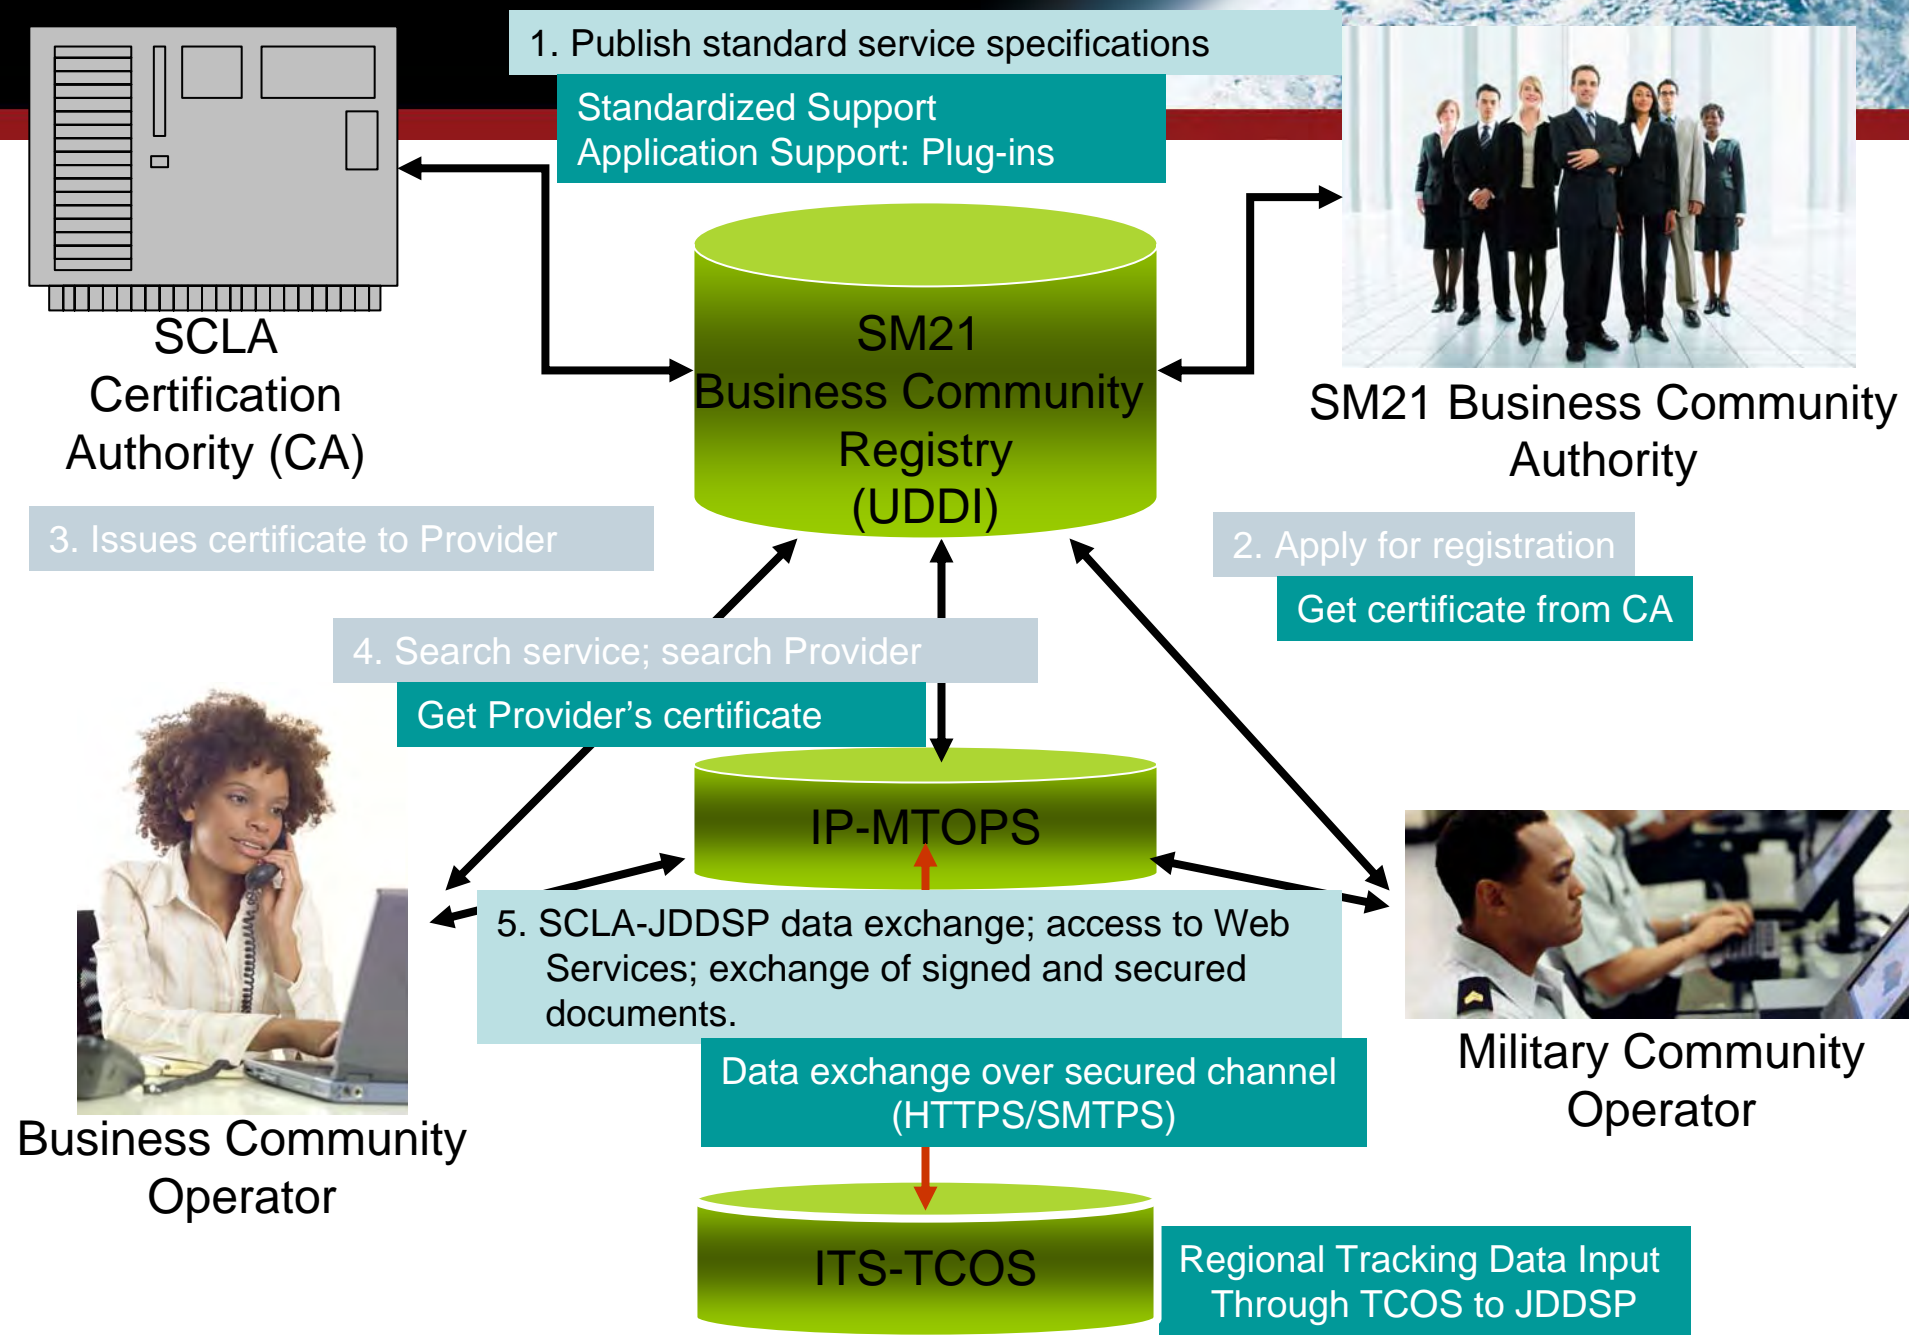 1. Publish standard service specifications
Standardized Support
Application Support: Plug-ins
SCLA
Certification
Authority (CA)
SM21
Business Community
Registry
(UDDI)
SM21 Business Community
Authority
3. Issues certificate to Provider
2. Apply for registration
Get certificate from CA
4. Search service; search Provider
Get Provider's certificate
IP-MTOPS
5. SCLA-JDDSP data exchange; access to Web
Services; exchange of signed and secured
documents.
Data exchange over secured channel
(HTTPS/SMTPS)
Business Community
Operator
Military Community
Operator
ITS-TCOS
Regional Tracking Data Input
Through TCOS to JDDSP